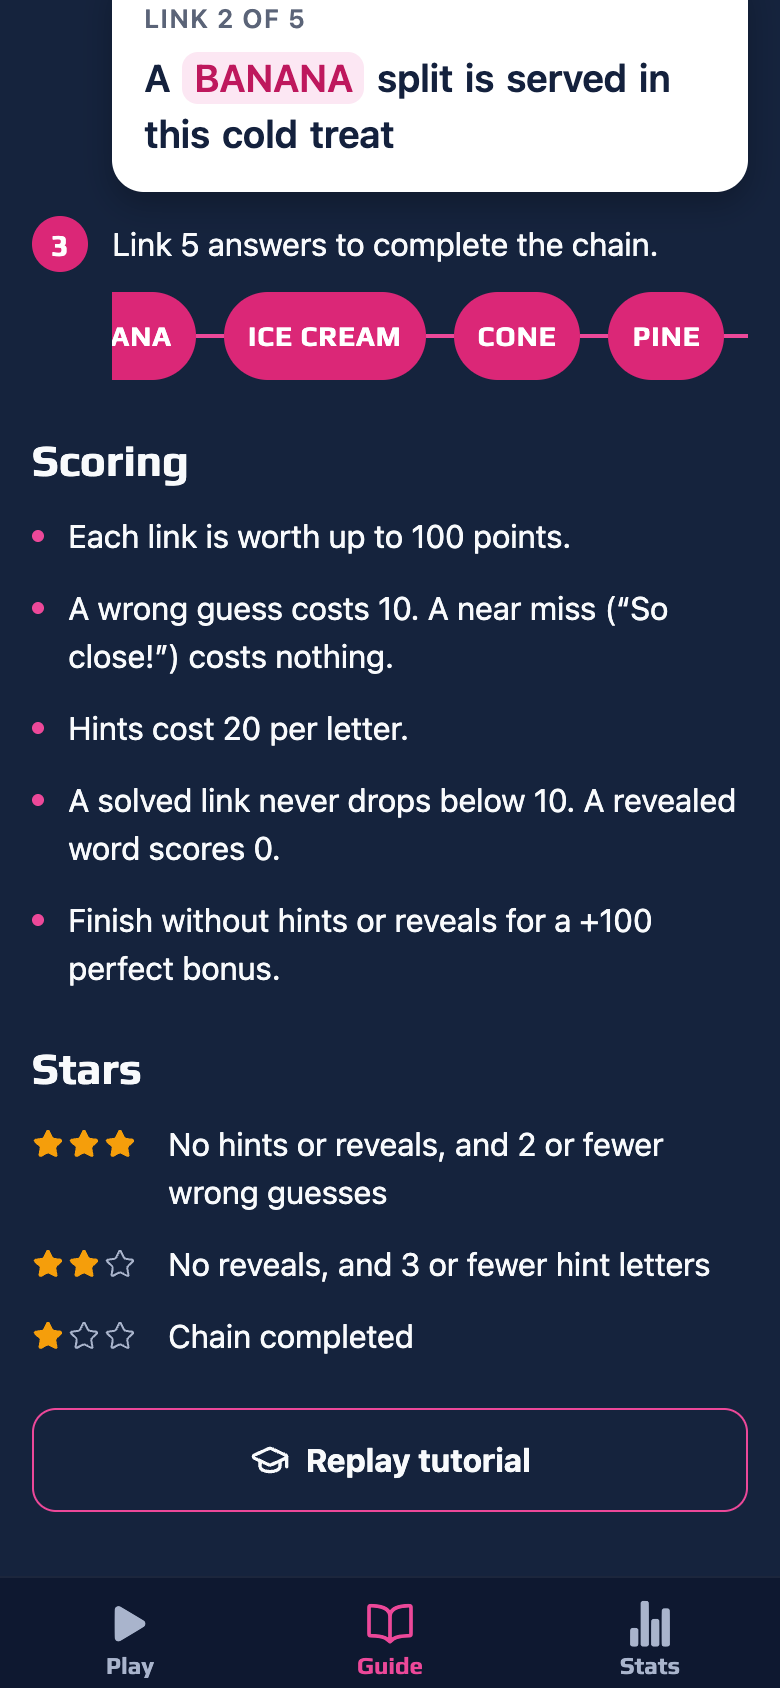 LINK 2 OF 5
A BANANA split is served in
this cold treat
3 Link 5 answers to complete the chain.
ANA ICE CREAM CONE PINE
Scoring
• Each link is worth up to 100 points.
• A wrong guess costs 10. A near miss (“So
close!”) costs nothing.
• Hints cost 20 per letter.
• A solved link never drops below 10. A revealed
word scores 0.
• Finish without hints or reveals for a +100
perfect bonus.
Stars
No hints or reveals, and 2 or fewer
wrong guesses
No reveals, and 3 or fewer hint letters
Chain completed
Replay tutorial
Play Guide Stats